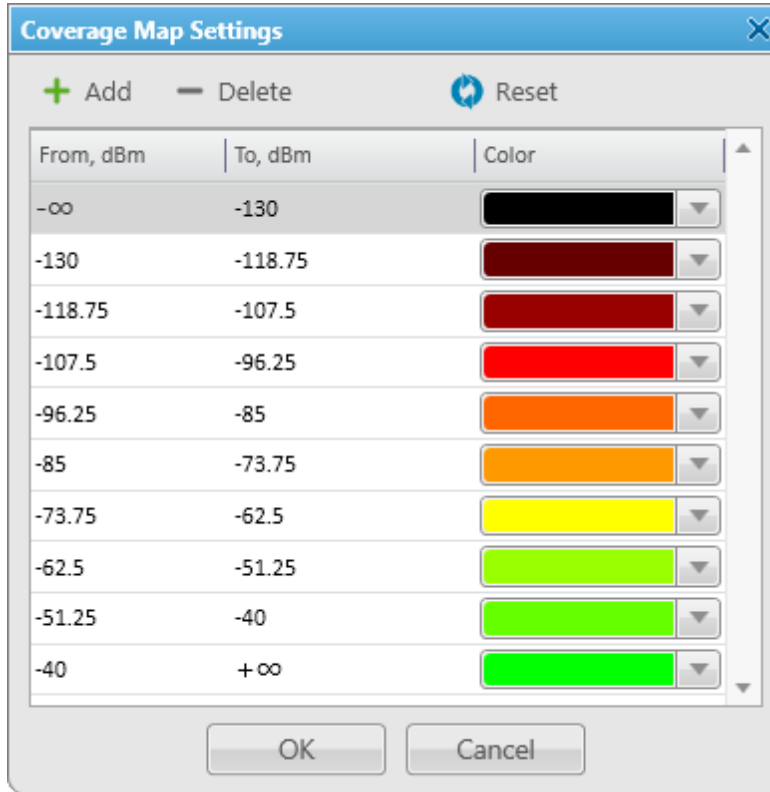 Coverage Map Settings
Add Delete Reset
From, dBm To, dBm Color
-∞ -130
-130 -118.75
-118.75 -107.5
-107.5 -96.25
-96.25 -85
-85 -73.75
-73.75 -62.5
-62.5 -51.25
-51.25 -40
-40 +∞
OK Cancel